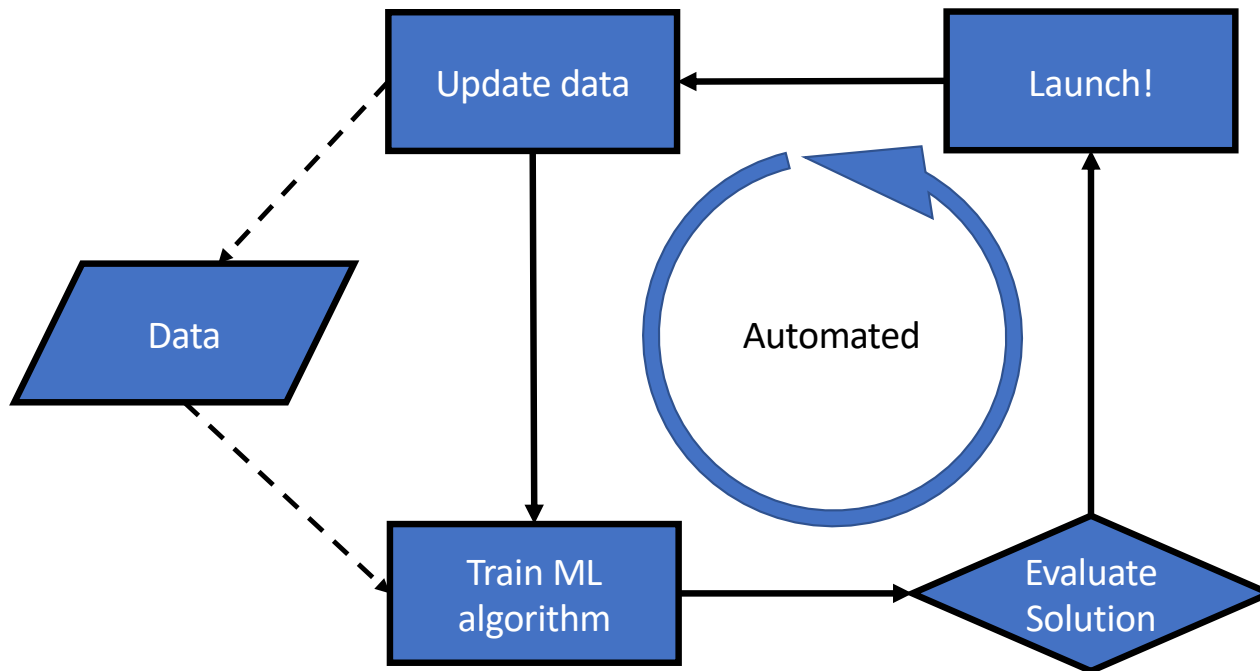 Update data
Launch!
Data
Automated
Train ML
algorithm
Evaluate
Solution